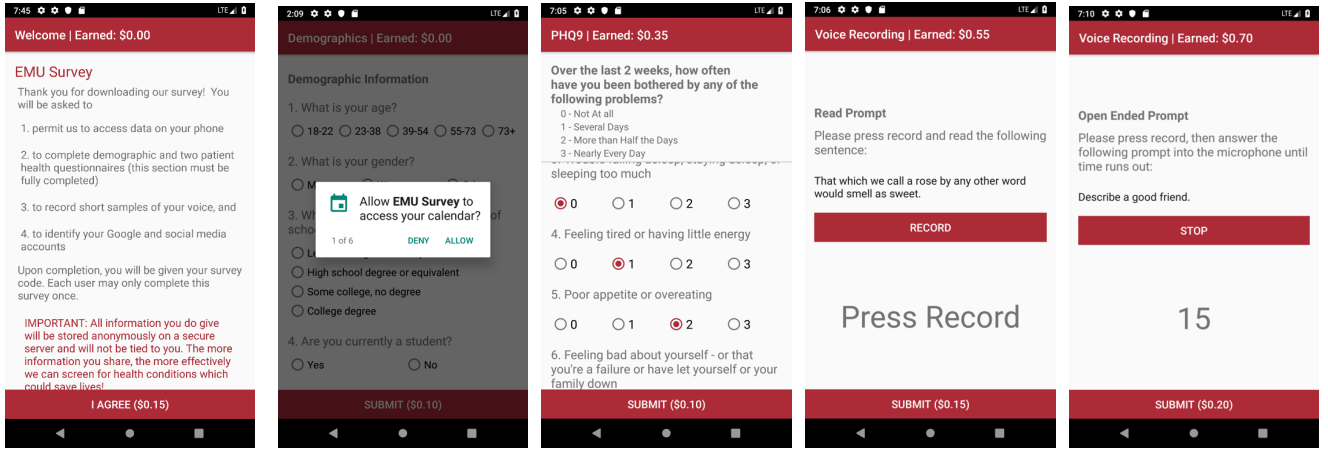 7:45
LTE
Welcome | Earned: $0.00
EMU Survey
Thank you for downloading our survey! You
will be asked to
1. permit us to access data on your phone
2. to complete demographic and two patient
health questionnaires (this section must be
fully completed)
3. to record short samples of your voice, and
4. to identify your Google and social media
accounts
Upon completion, you will be given your survey
code. Each user may only complete this
survey once.
IMPORTANT: All information you do give
will be stored anonymously on a secure
server and will not be tied to you. The more
information you share, the more effectively
we can screen for health conditions which
could save lives!
I AGREE ($0.15)
2:09
LTE
Demographics | Earned: $0.00
Demographic Information
1. What is your age?
18-22 23-38 39-54 55-73 73+
2. What is your gender?
M
Allow EMU Survey to
access your calendar?
1 of 6 DENY ALLOW
3. Wh of
schoo
High school degree or equivalent
Some college, no degree
College degree
4. Are you currently a student?
Yes No
SUBMIT ($0.10)
7:05
LTE
PHQ9 | Earned: $0.35
Over the last 2 weeks, how often
have you been bothered by any of the
following problems?
0 - Not At all
1 - Several Days
2 - More than Half the Days
3 - Nearly Every Day
3. Trouble falling asleep, staying asleep, or
sleeping too much
0 1 2 3
4. Feeling tired or having little energy
0 1 2 3
5. Poor appetite or overeating
0 1 2 3
6. Feeling bad about yourself - or that
you're a failure or have let yourself or your
family down
SUBMIT ($0.10)
7:06
LTE
Voice Recording | Earned: $0.55
Read Prompt
Please press record and read the following
sentence:
That which we call a rose by any other word
would smell as sweet.
RECORD
Press Record
SUBMIT ($0.15)
7:10
LTE
Voice Recording | Earned: $0.70
Open Ended Prompt
Please press record, then answer the
following prompt into the microphone until
time runs out:
Describe a good friend.
STOP
15
SUBMIT ($0.20)